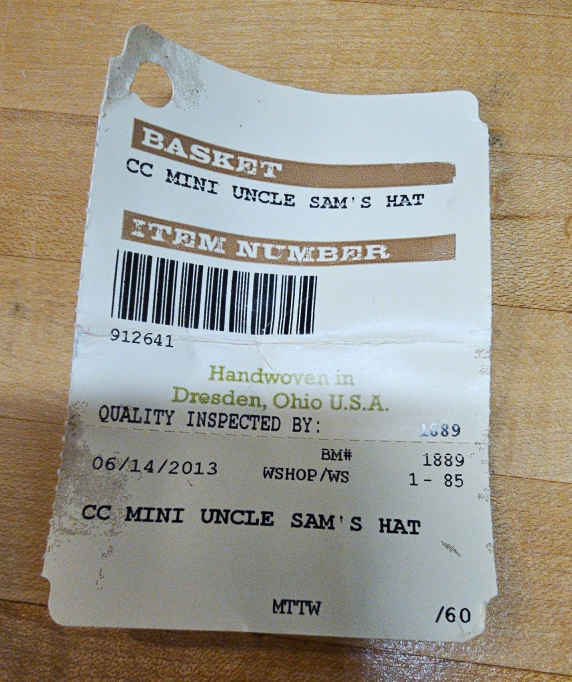 BASKET
CC MINI UNCLE SAM'S HAT
ITEM NUMBER
912641
Handwoven in
Dresden, Ohio U.S.A.
QUALITY INSPECTED BY: 1889
06/14/2013 BM# 1889
WSHOP/WS 1- 85
CC MINI UNCLE SAM'S HAT
MTTW /60